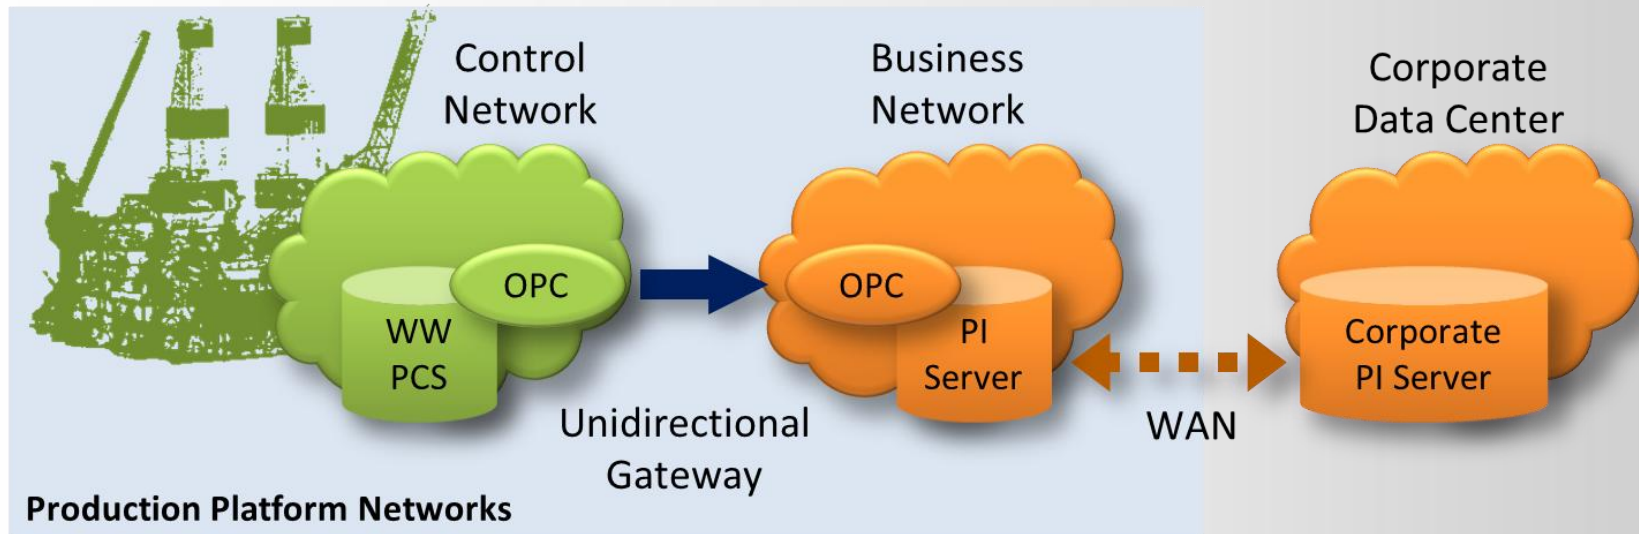 Control
Network
Business
Network
Corporate
Data Center
OPC
WW
PCS
OPC
PI
Server
Corporate
PI Server
Unidirectional
Gateway
WAN
Production Platform Networks